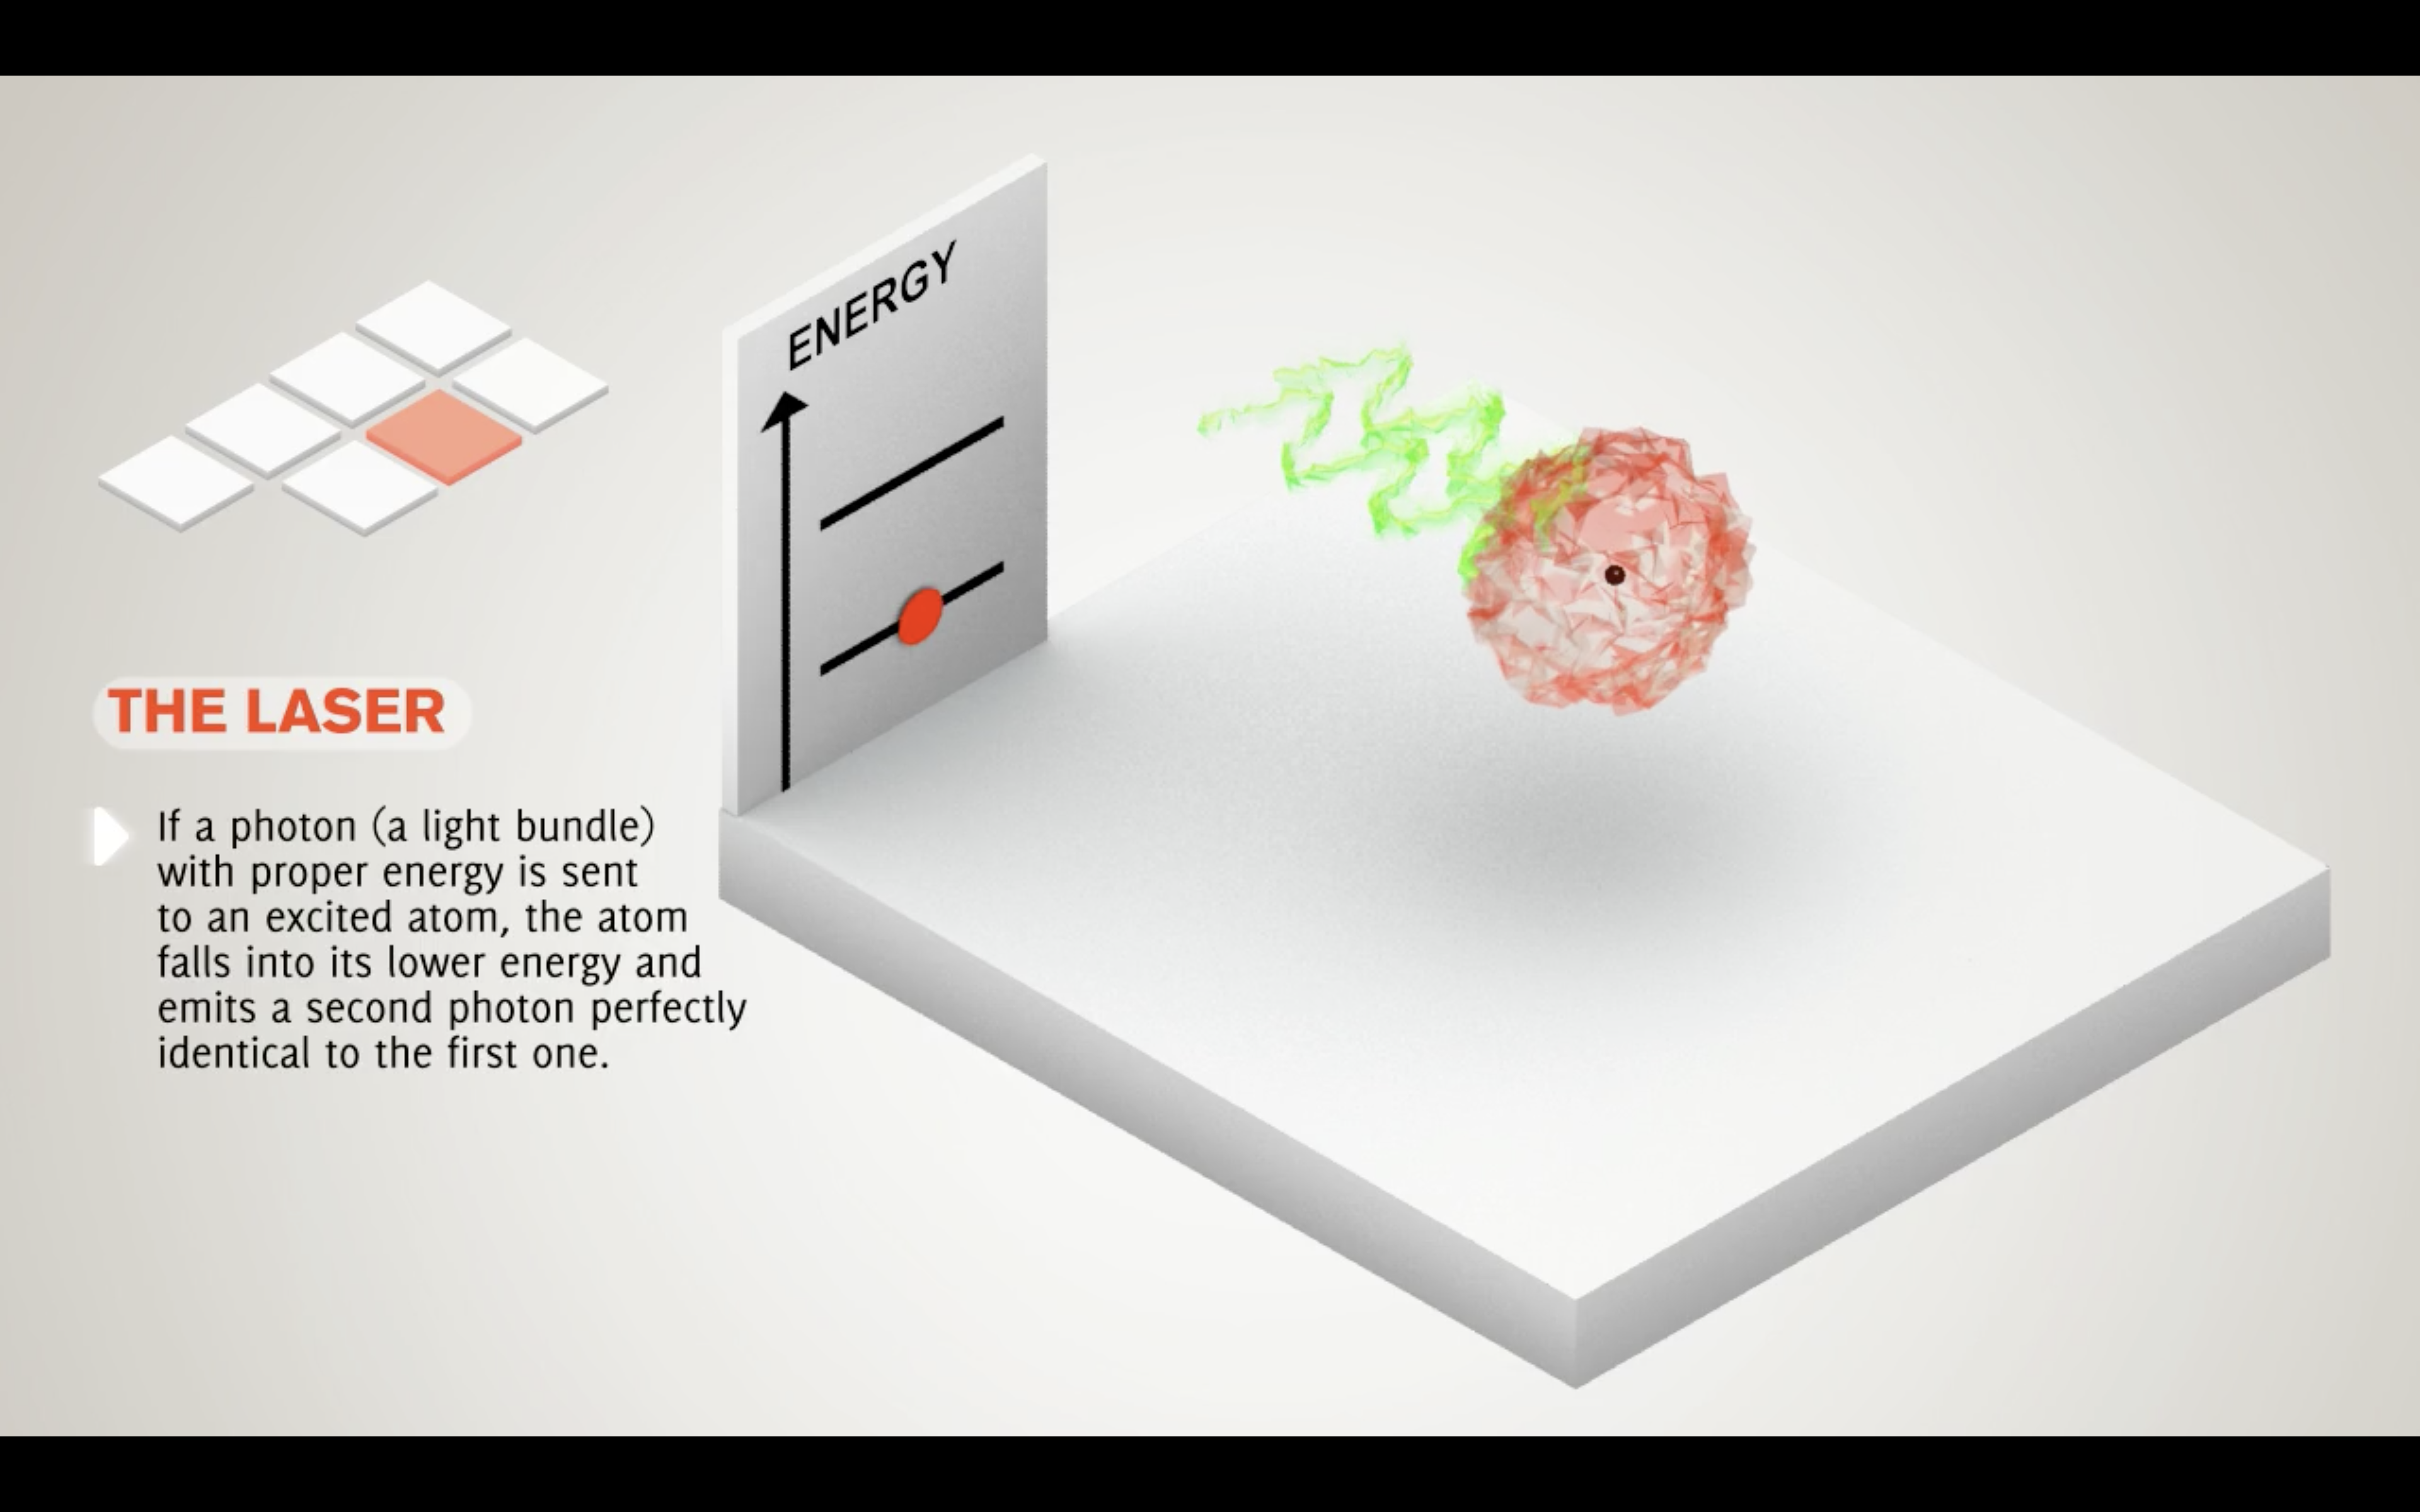 ENERGY
THE LASER
If a photon (a light bundle)
with proper energy is sent
to an excited atom, the atom
falls into its lower energy and
emits a second photon perfectly
identical to the first one.